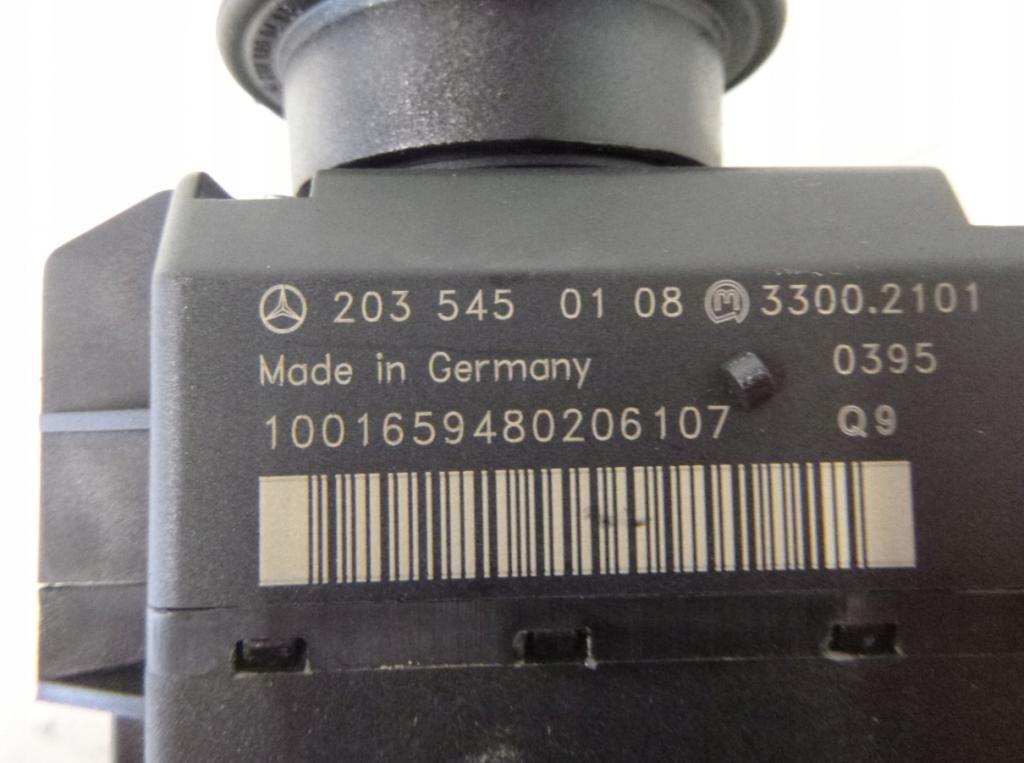 203 545 01 08 M 3300.2101
Made in Germany 0395
1001659480206107 Q9